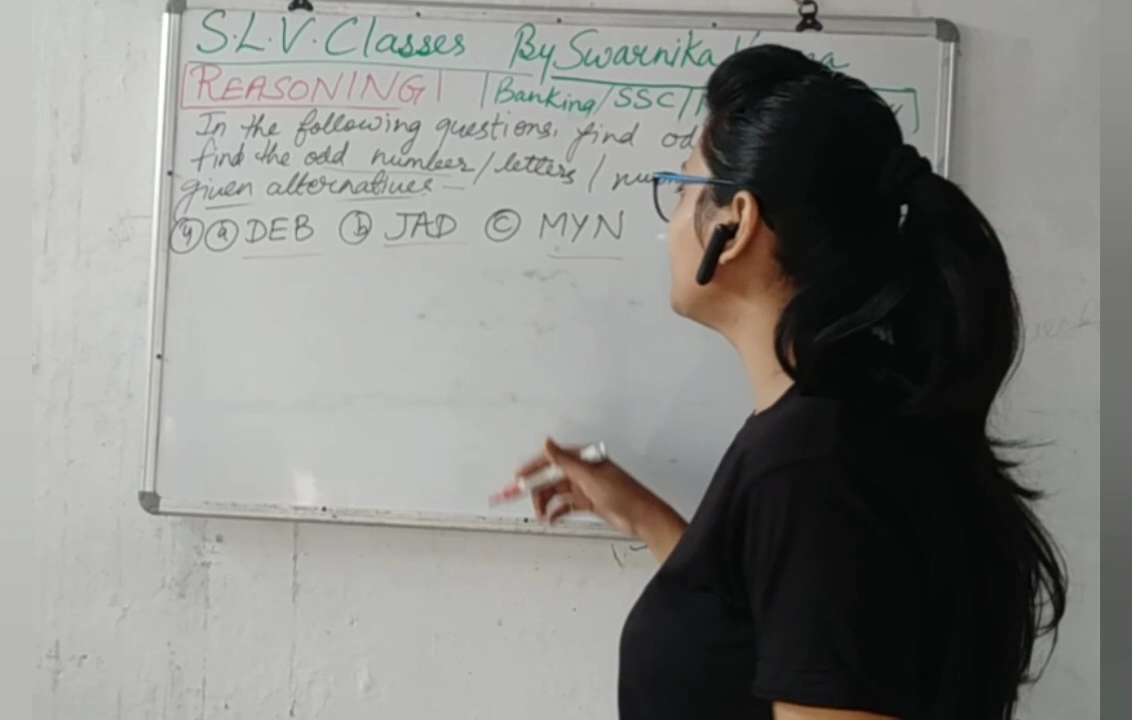 S.L.V. Classes By Swarnika
REASONING Banking/SSC/
In the following questions, find
find the odd number/letters/
given alternatives –
(4) (a) DEB (b) JAD (c) MYN